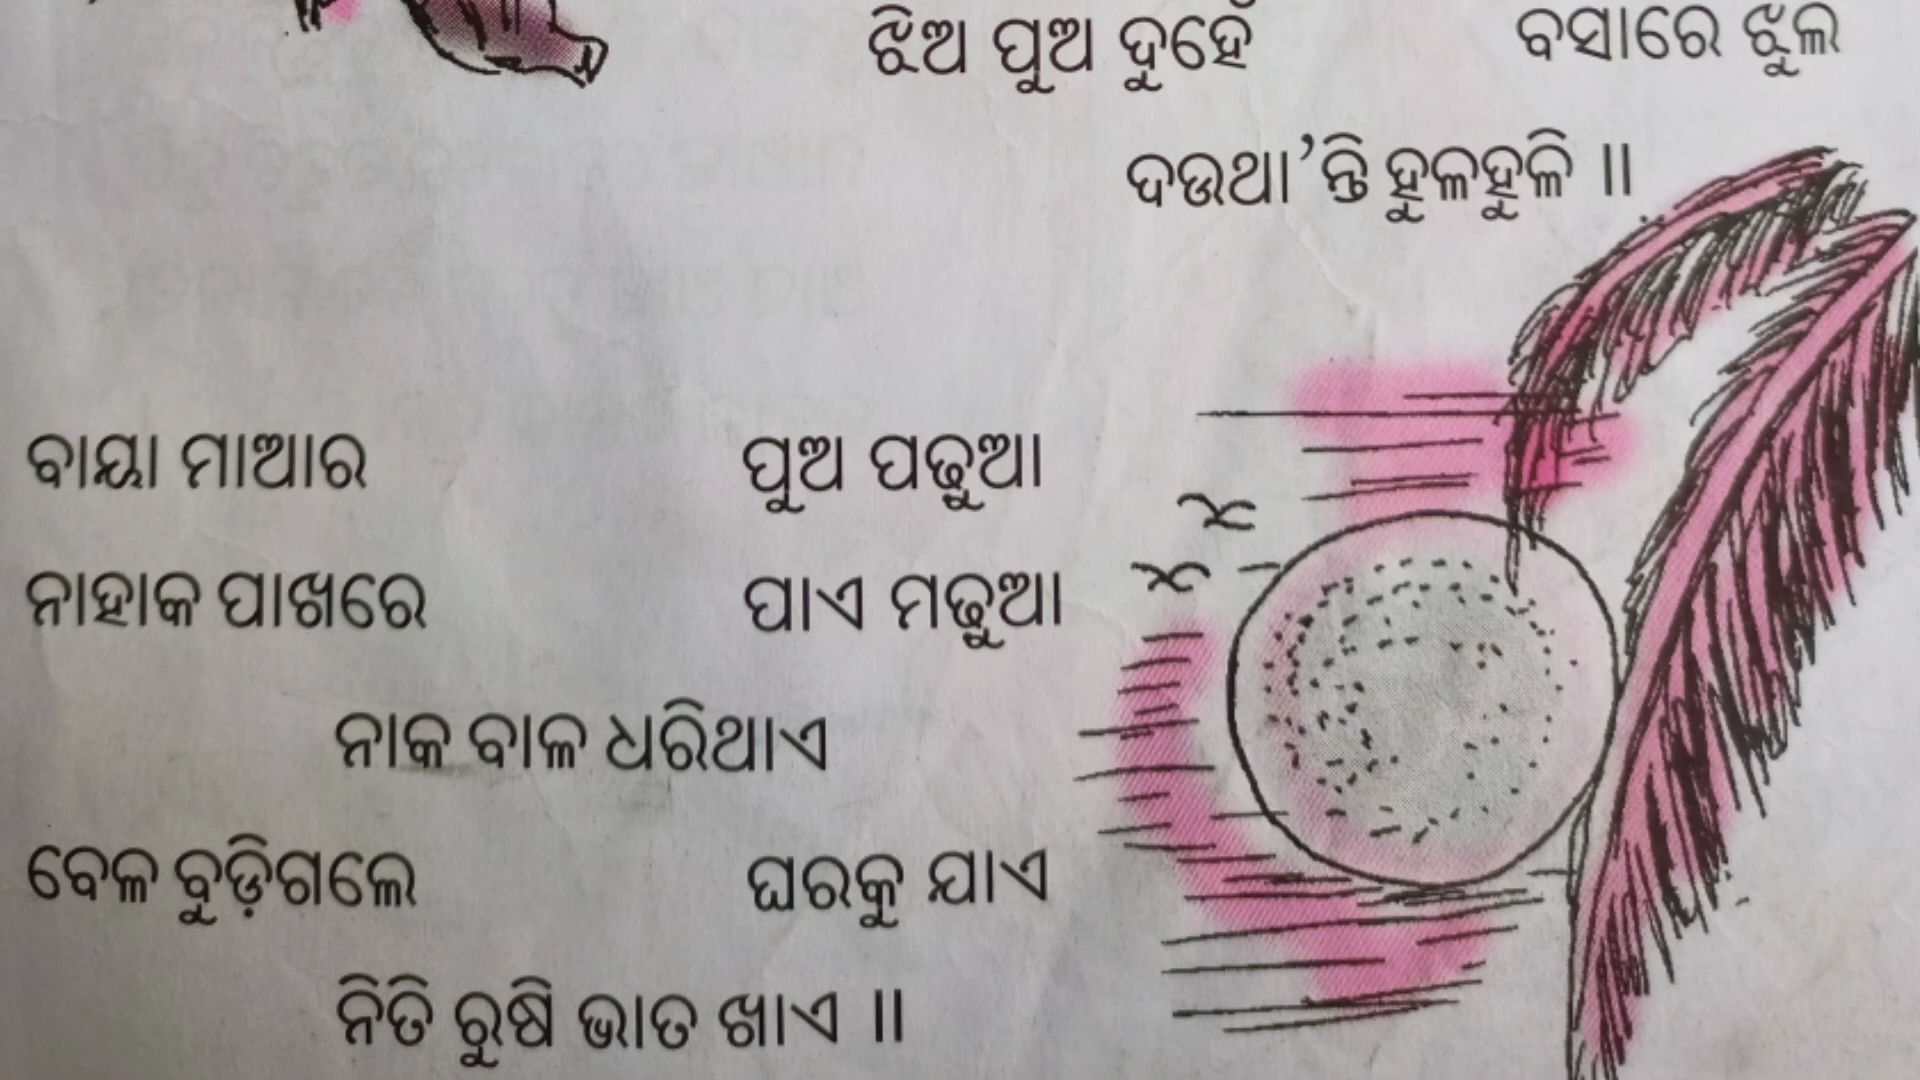 ଝିଅ ପୁଅ ଦୁହେଁ ବସାରେ ଝୁଲ
ଦଉଥା’ନ୍ତି ହୁଳହୁଳି ॥
ବାୟା ମାଆର ପୁଅ ପଢୁଆ
ନାହାକ ପାଖରେ ପାଏ ମଢୁଆ
ନାକ ବାଳ ଧରିଥାଏ
ବେଳ ବୁଡ଼ିଗଲେ ଘରକୁ ଯାଏ
ନିତି ରୁଷି ଭାତ ଖାଏ ॥